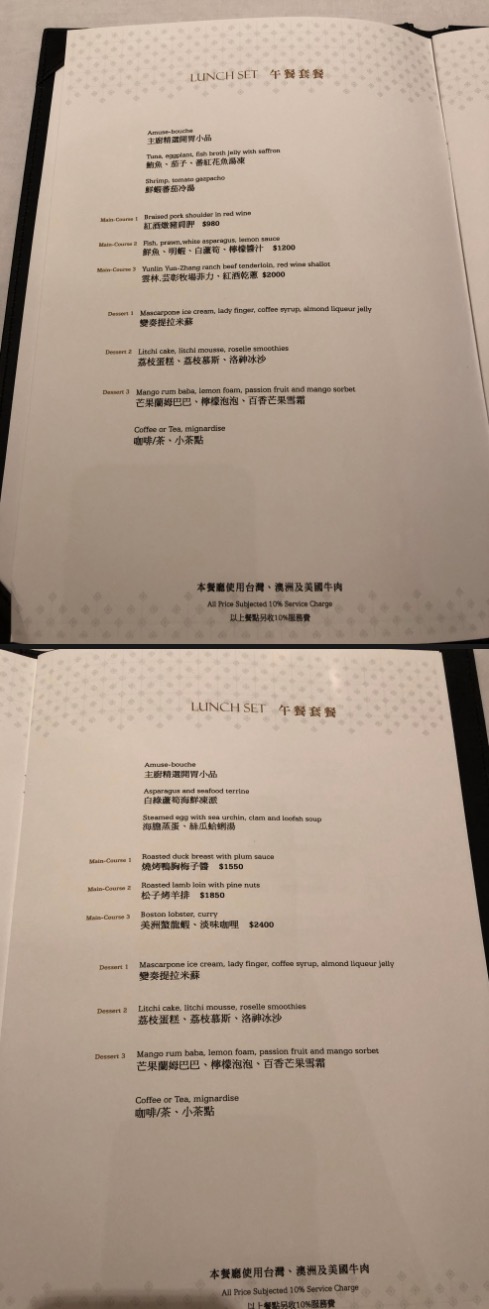 LUNCH SET 午餐套餐
Amuse-bouche
主廚精選開胃小品
Tuna, eggplant, fish broth jelly with saffron
鮪魚、茄子、番紅花魚湯凍
Shrimp, tomato gazpacho
鮮蝦番茄冷湯
Main-Course 1 Braised pork shoulder in red wine
紅酒燉豬肩胛 $980
Main-Course 2 Fish, prawn,white asparagus, lemon sauce
鮮魚、明蝦、白蘆筍、檸檬醬汁 $1200
Main-Course 3 Yunlin Yun-Zhang ranch beef tenderloin, red wine shallot
雲林.芸彰牧場菲力、紅酒乾蔥 $2000
Dessert 1 Mascarpone ice cream, lady finger, coffee syrup, almond liqueur jelly
變奏提拉米蘇
Dessert 2 Litchi cake, litchi mousse, roselle smoothies
荔枝蛋糕、荔枝慕斯、洛神冰沙
Dessert 3 Mango rum baba, lemon foam, passion fruit and mango sorbet
芒果蘭姆巴巴、檸檬泡泡、百香芒果雪霜
Coffee or Tea, mignardise
咖啡/茶、小茶點
本餐廳使用台灣、澳洲及美國牛肉
All Price Subjected 10% Service Charge
以上餐點另收10%服務費
LUNCH SET 午餐套餐
Amuse-bouche
主廚精選開胃小品
Asparagus and seafood terrine
白綠蘆筍海鮮凍派
Steamed egg with sea urchin, clam and loofah soup
海膽蒸蛋、絲瓜蛤蜊湯
Main-Course 1 Roasted duck breast with plum sauce
燒烤鴨胸梅子醬 $1550
Main-Course 2 Roasted lamb loin with pine nuts
松子烤羊排 $1850
Main-Course 3 Boston lobster, curry
美洲螯龍蝦、淡味咖哩 $2400
Dessert 1 Mascarpone ice cream, lady finger, coffee syrup, almond liqueur jelly
變奏提拉米蘇
Dessert 2 Litchi cake, litchi mousse, roselle smoothies
荔枝蛋糕、荔枝慕斯、洛神冰沙
Dessert 3 Mango rum baba, lemon foam, passion fruit and mango sorbet
芒果蘭姆巴巴、檸檬泡泡、百香芒果雪霜
Coffee or Tea, mignardise
咖啡/茶、小茶點
本餐廳使用台灣、澳洲及美國牛肉
All Price Subjected 10% Service Charge
以上餐點另收10%服務費